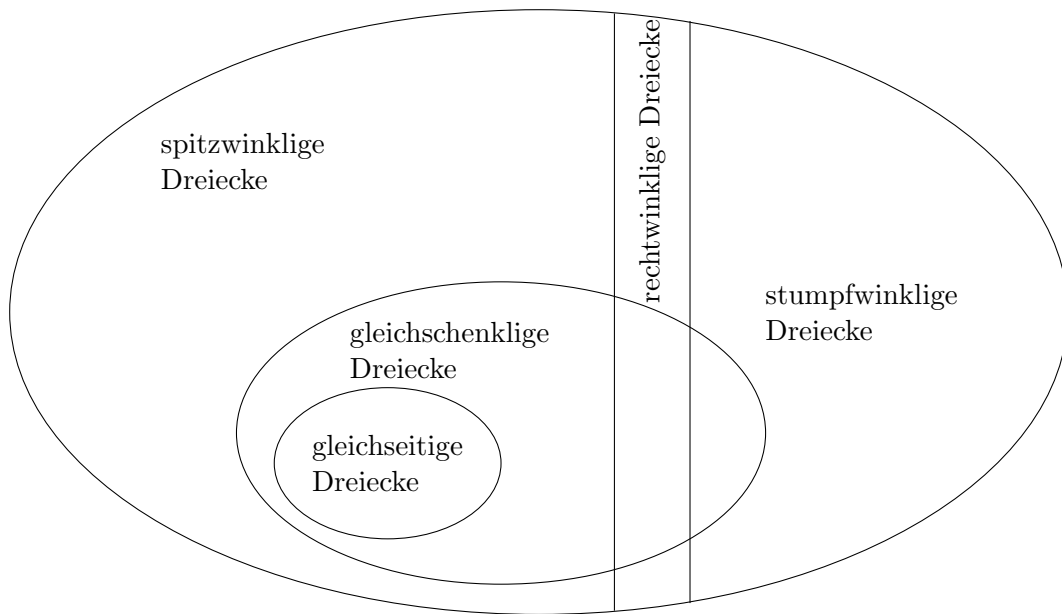 spitzwinklige
Dreiecke
rechtwinklige Dreiecke
stumpfwinklige
Dreiecke
gleichschenklige
Dreiecke
gleichseitige
Dreiecke